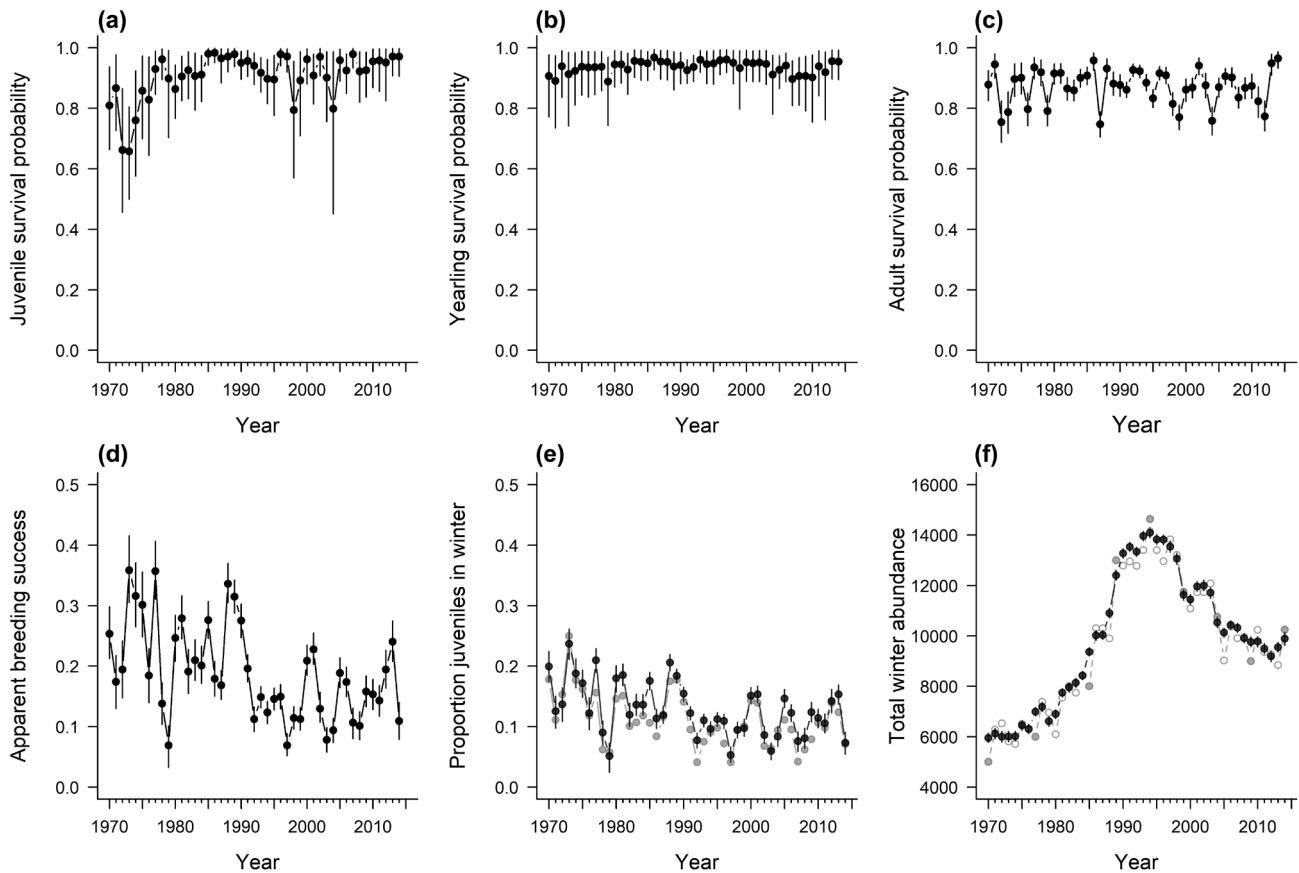 (a)
Juvenile survival probability
1.0
0.8
0.6
0.4
0.2
0.0
1970 1980 1990 2000 2010
Year
(b)
Yearling survival probability
1.0
0.8
0.6
0.4
0.2
0.0
1970 1980 1990 2000 2010
Year
(c)
Adult survival probability
1.0
0.8
0.6
0.4
0.2
0.0
1970 1980 1990 2000 2010
Year
(d)
Apparent breeding success
0.5
0.4
0.3
0.2
0.1
0.0
1970 1980 1990 2000 2010
Year
(e)
Proportion juveniles in winter
0.5
0.4
0.3
0.2
0.1
0.0
1970 1980 1990 2000 2010
Year
(f)
Total winter abundance
16000
14000
12000
10000
8000
6000
4000
1970 1980 1990 2000 2010
Year